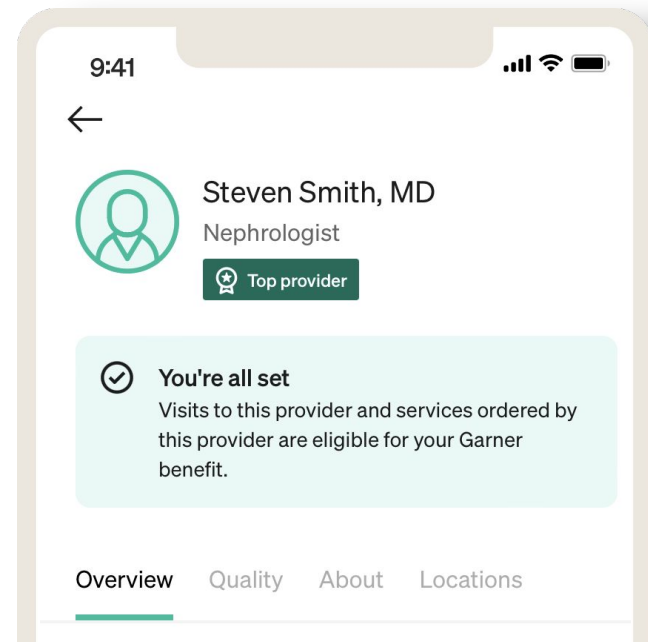 9:41
Steven Smith, MD
Nephrologist
Top provider
You're all set
Visits to this provider and services ordered by
this provider are eligible for your Garner
benefit.
Overview Quality About Locations